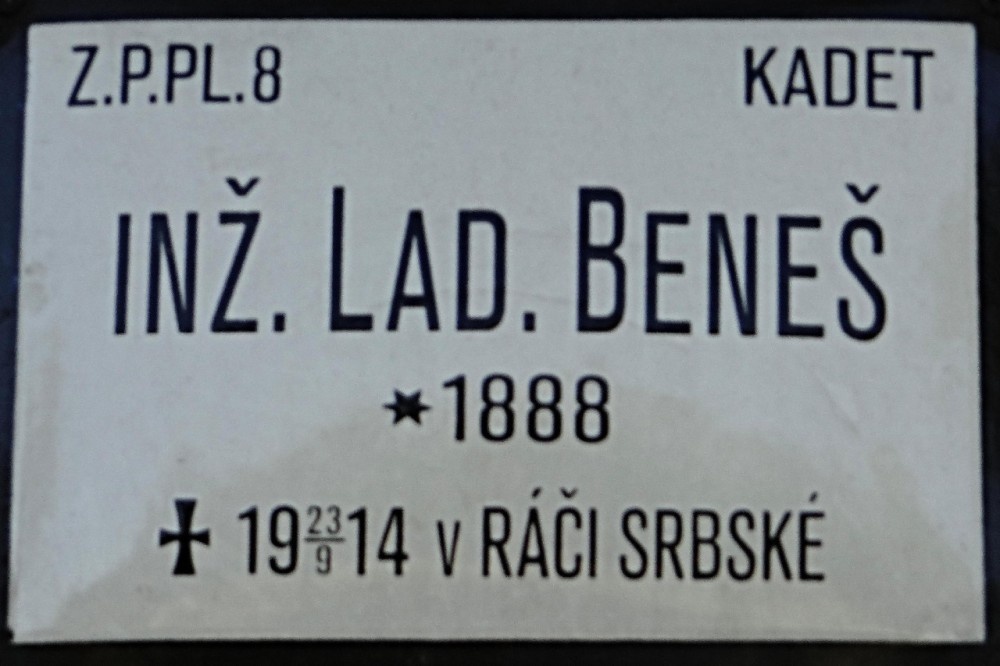 Z.P.PL.8 KADET
INŽ. LAD. BENEŠ
✶1888
✠ 19 23/9 14 V RÁČI SRBSKÉ